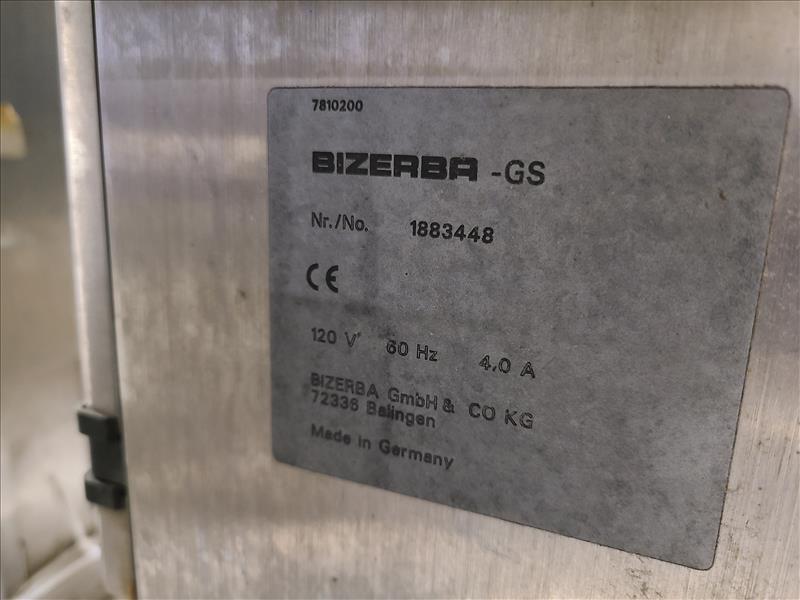 7810200
BIZERBA -GS
Nr./No. 1883448
CE
120 V 60 Hz 4,0 A
BIZERBA GmbH & CO KG
72336 Balingen
Made in Germany